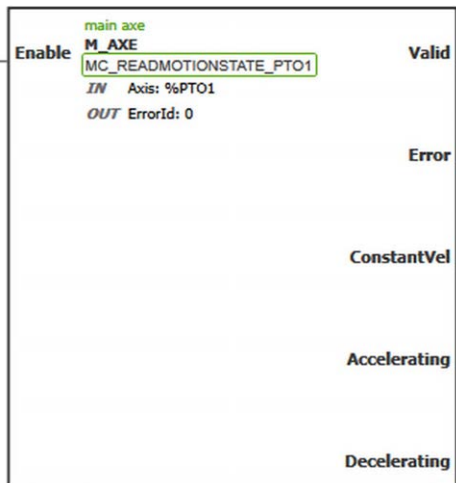 main axe
Enable M_AXE Valid
MC_READMOTIONSTATE_PTO1
IN Axis: %PTO1
OUT ErrorId: 0
Error
ConstantVel
Accelerating
Decelerating